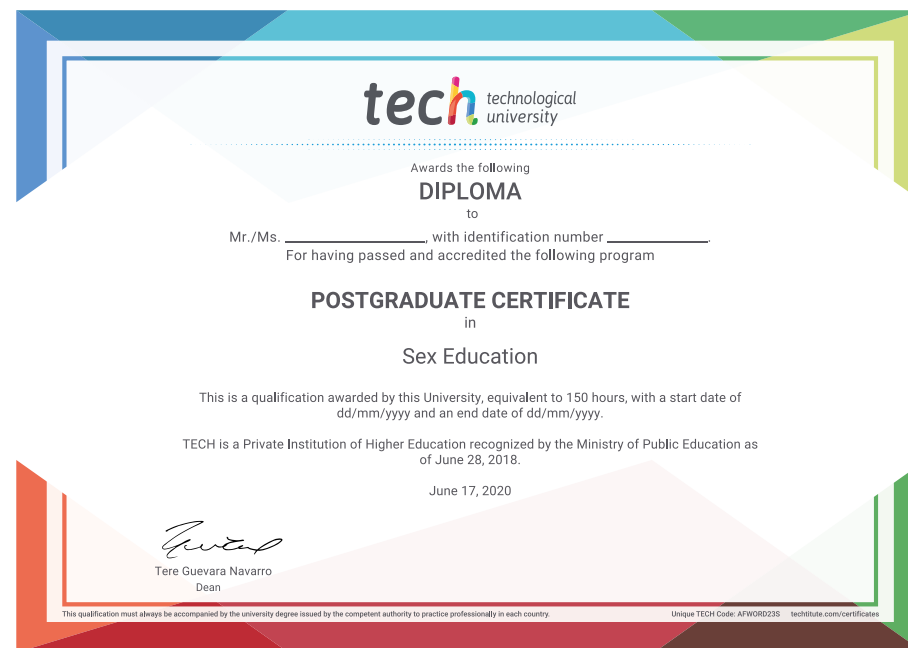 tech technological
university
Awards the following
DIPLOMA
to
Mr./Ms. ____________________, with identification number ______________.
For having passed and accredited the following program
POSTGRADUATE CERTIFICATE
in
Sex Education
This is a qualification awarded by this University, equivalent to 150 hours, with a start date of
dd/mm/yyyy and an end date of dd/mm/yyyy.
TECH is a Private Institution of Higher Education recognized by the Ministry of Public Education as
of June 28, 2018.
June 17, 2020
Tere Guevara Navarro
Dean
This qualification must always be accompanied by the university degree issued by the competent authority to practice professionally in each country. Unique TECH Code: AFWORD23S techtitute.com/certificates